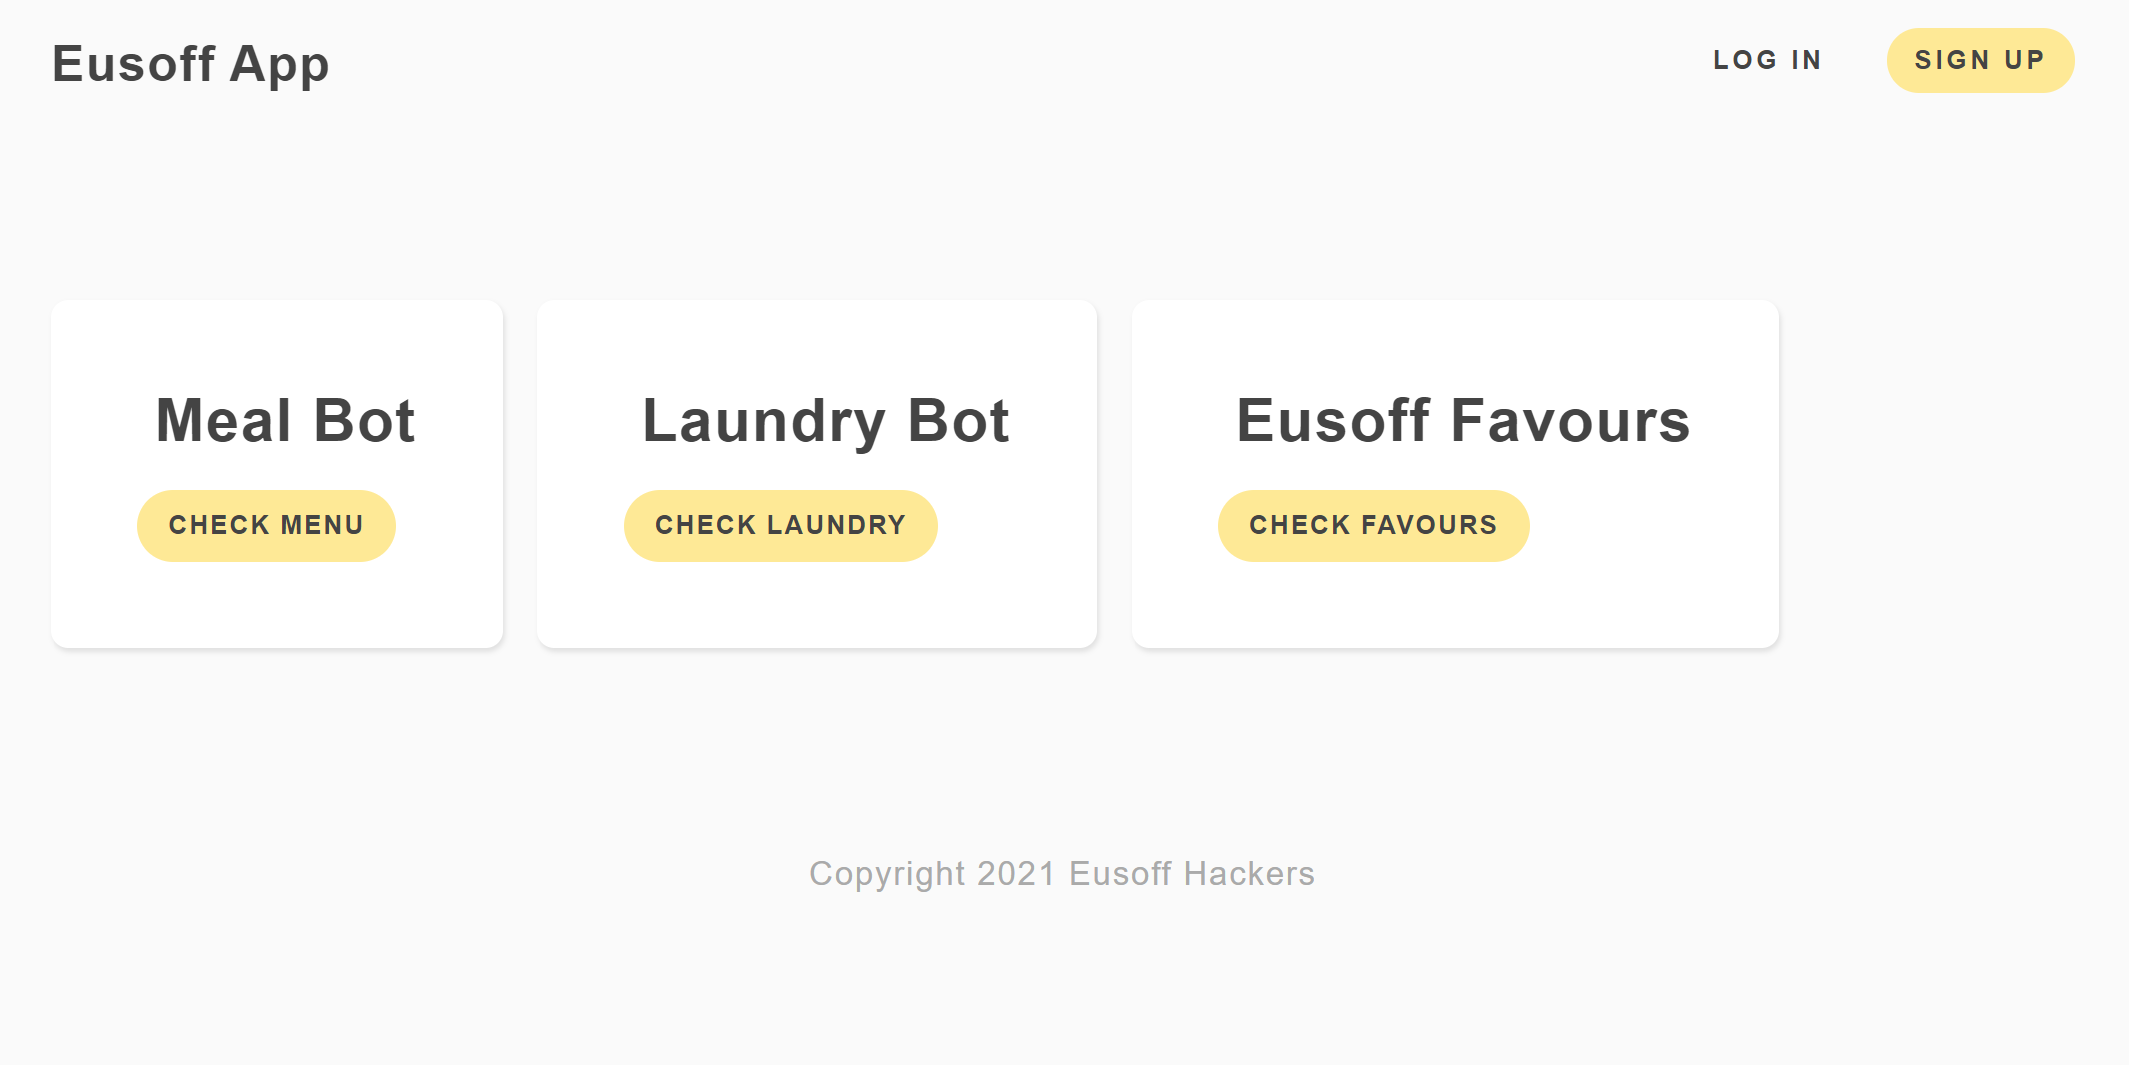 Eusoff App
LOG IN
SIGN UP
Meal Bot
CHECK MENU
Laundry Bot
CHECK LAUNDRY
Eusoff Favours
CHECK FAVOURS
Copyright 2021 Eusoff Hackers